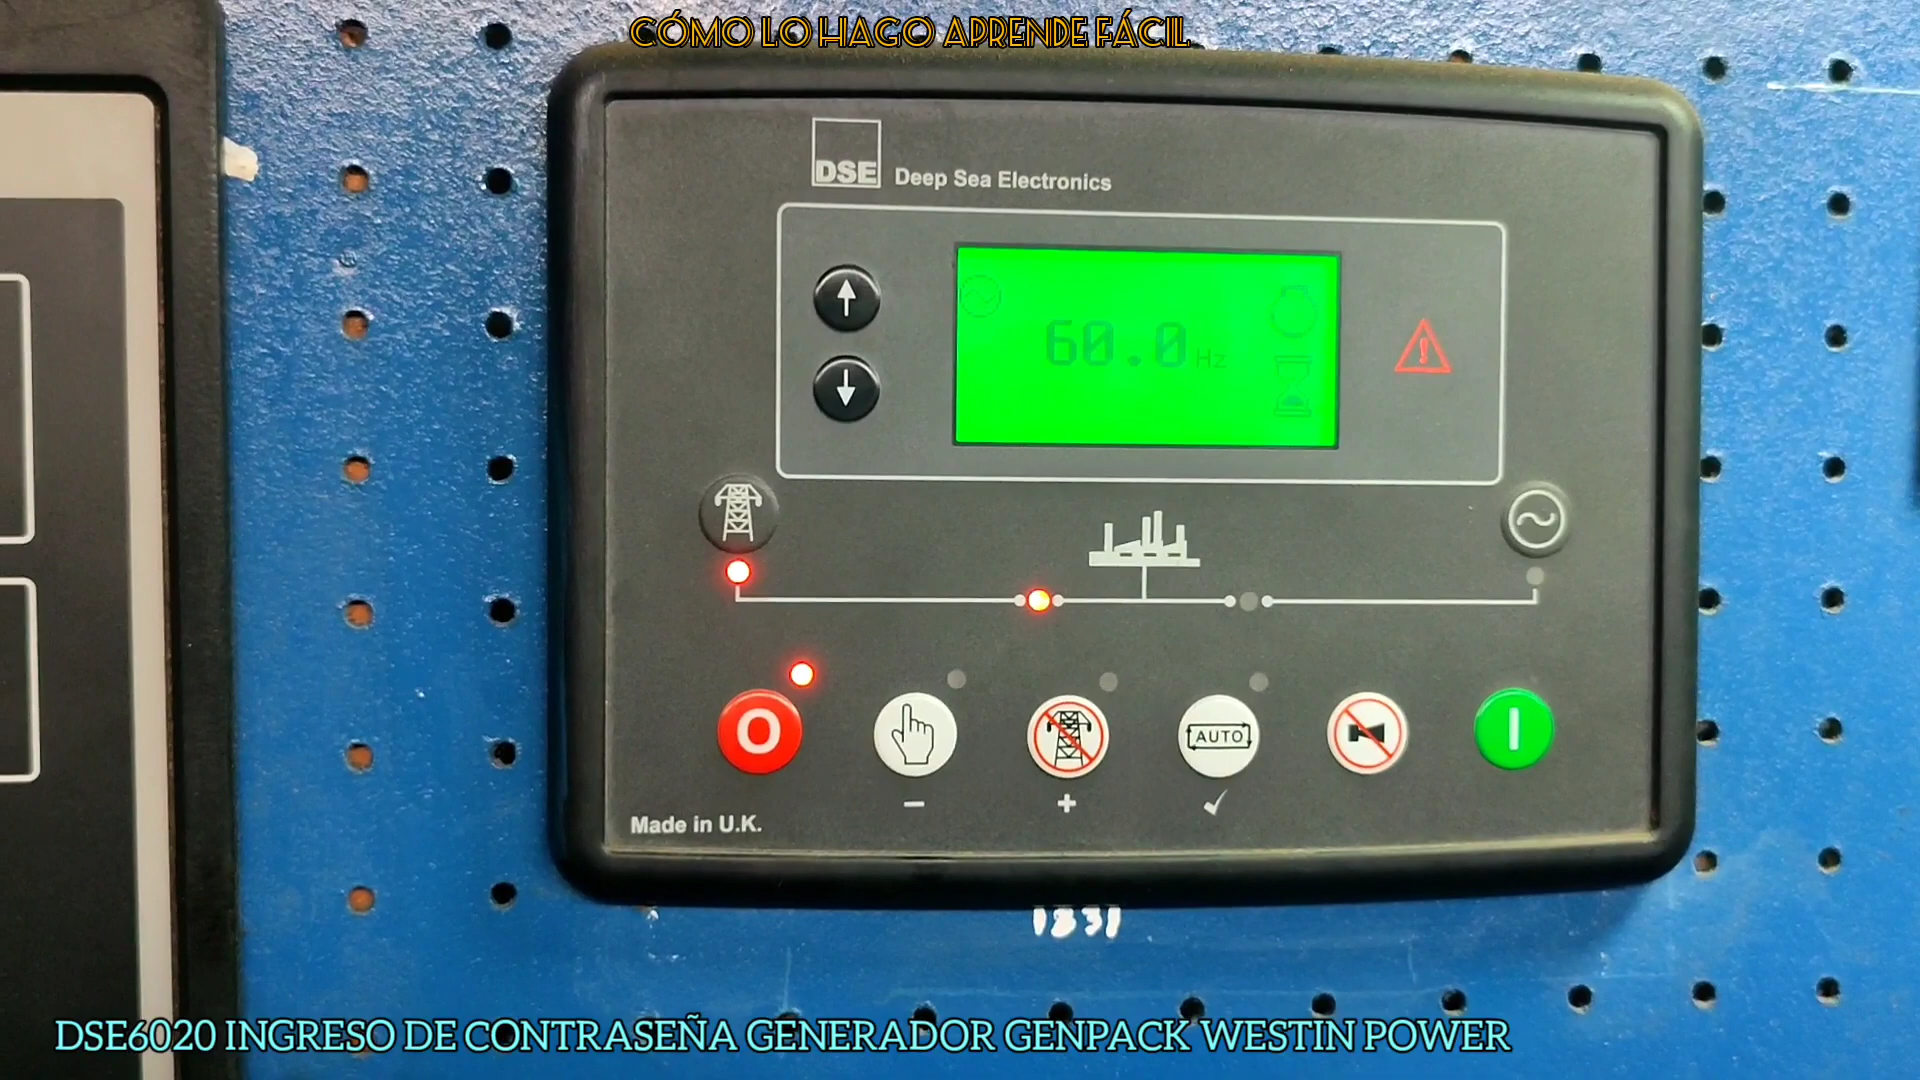 CÓMO LO HAGO APRENDE FÁCIL
DSE Deep Sea Electronics
60.0 Hz
O
AUTO
I
− +
Made in U.K.
1831
DSE6020 INGRESO DE CONTRASEÑA GENERADOR GENPACK WESTIN POWER